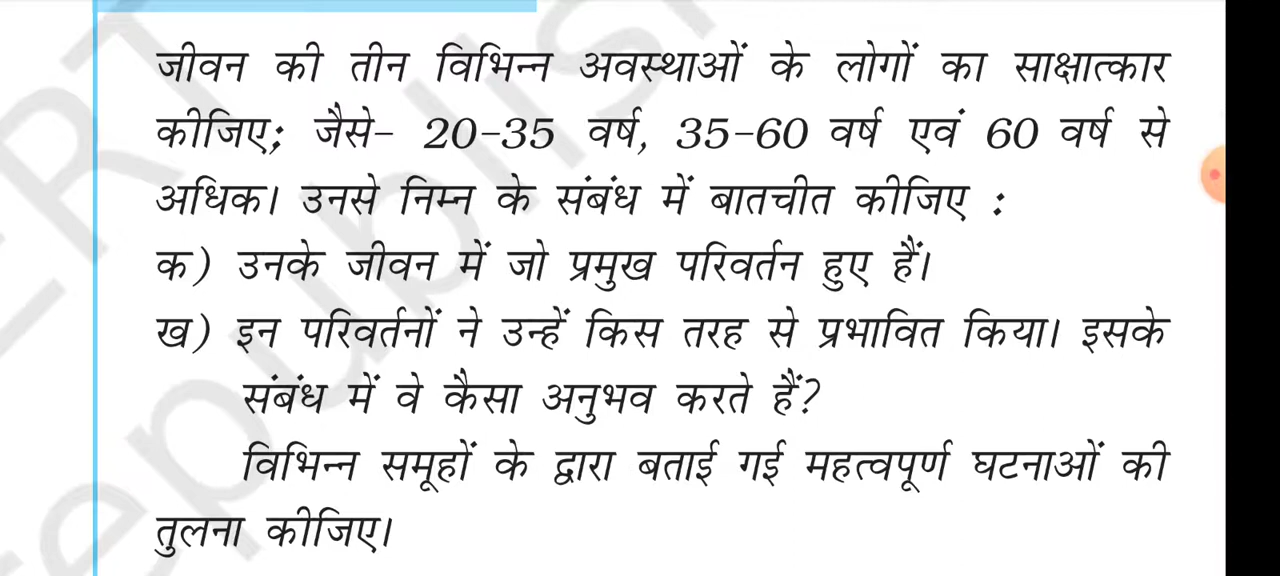 जीवन की तीन विभिन्न अवस्थाओं के लोगों का साक्षात्कार
कीजिए; जैसे- 20-35 वर्ष, 35-60 वर्ष एवं 60 वर्ष से
अधिक। उनसे निम्न के संबंध में बातचीत कीजिए :
क) उनके जीवन में जो प्रमुख परिवर्तन हुए हैं।
ख) इन परिवर्तनों ने उन्हें किस तरह से प्रभावित किया। इसके
संबंध में वे कैसा अनुभव करते हैं?
विभिन्न समूहों के द्वारा बताई गई महत्वपूर्ण घटनाओं की
तुलना कीजिए।